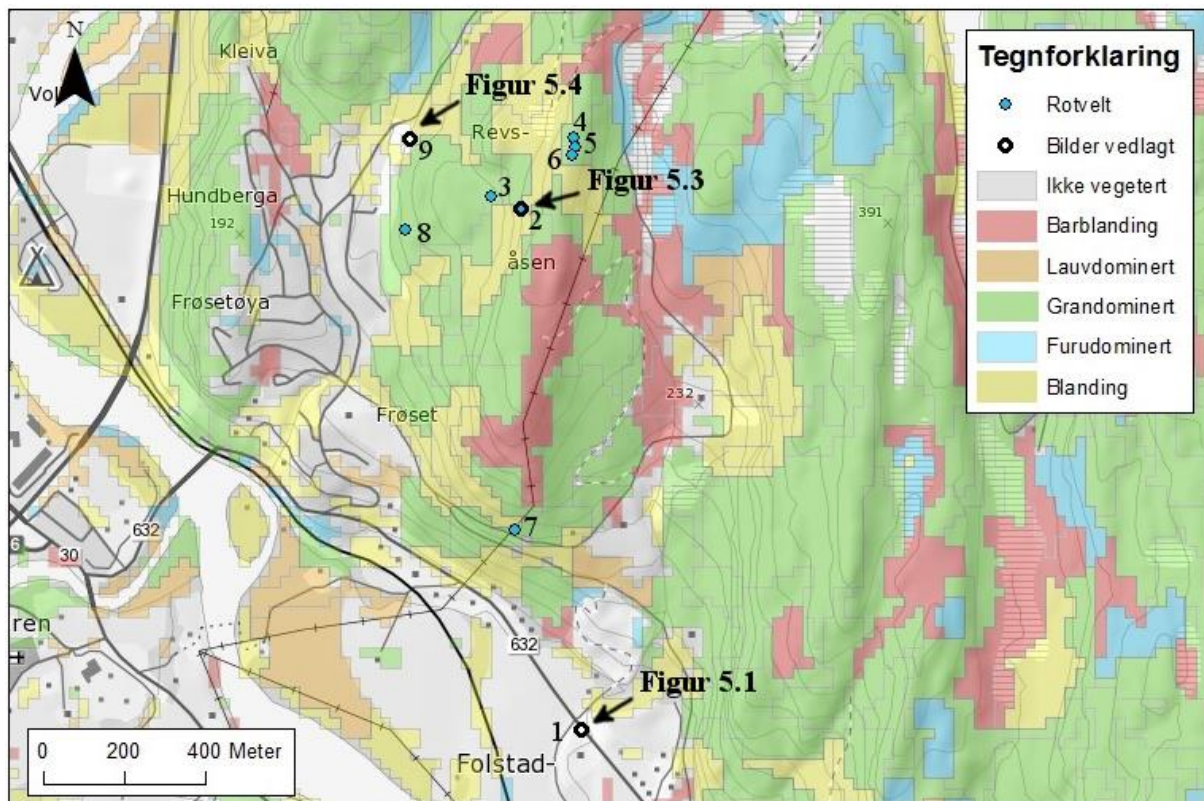 N
Kleiva
Vol
Figur 5.4
Revs-
4
5
6
9
Figur 5.3
3
2
Hundberga
192
8
åsen
391
Frøsetøya
Frøset
232
7
632
6
30
ren
632
Figur 5.1
1
Folstad-
0 200 400 Meter
Tegnforklaring
Rotvelt
Bilder vedlagt
Ikke vegetert
Barblanding
Lauvdominert
Grandominert
Furudominert
Blanding